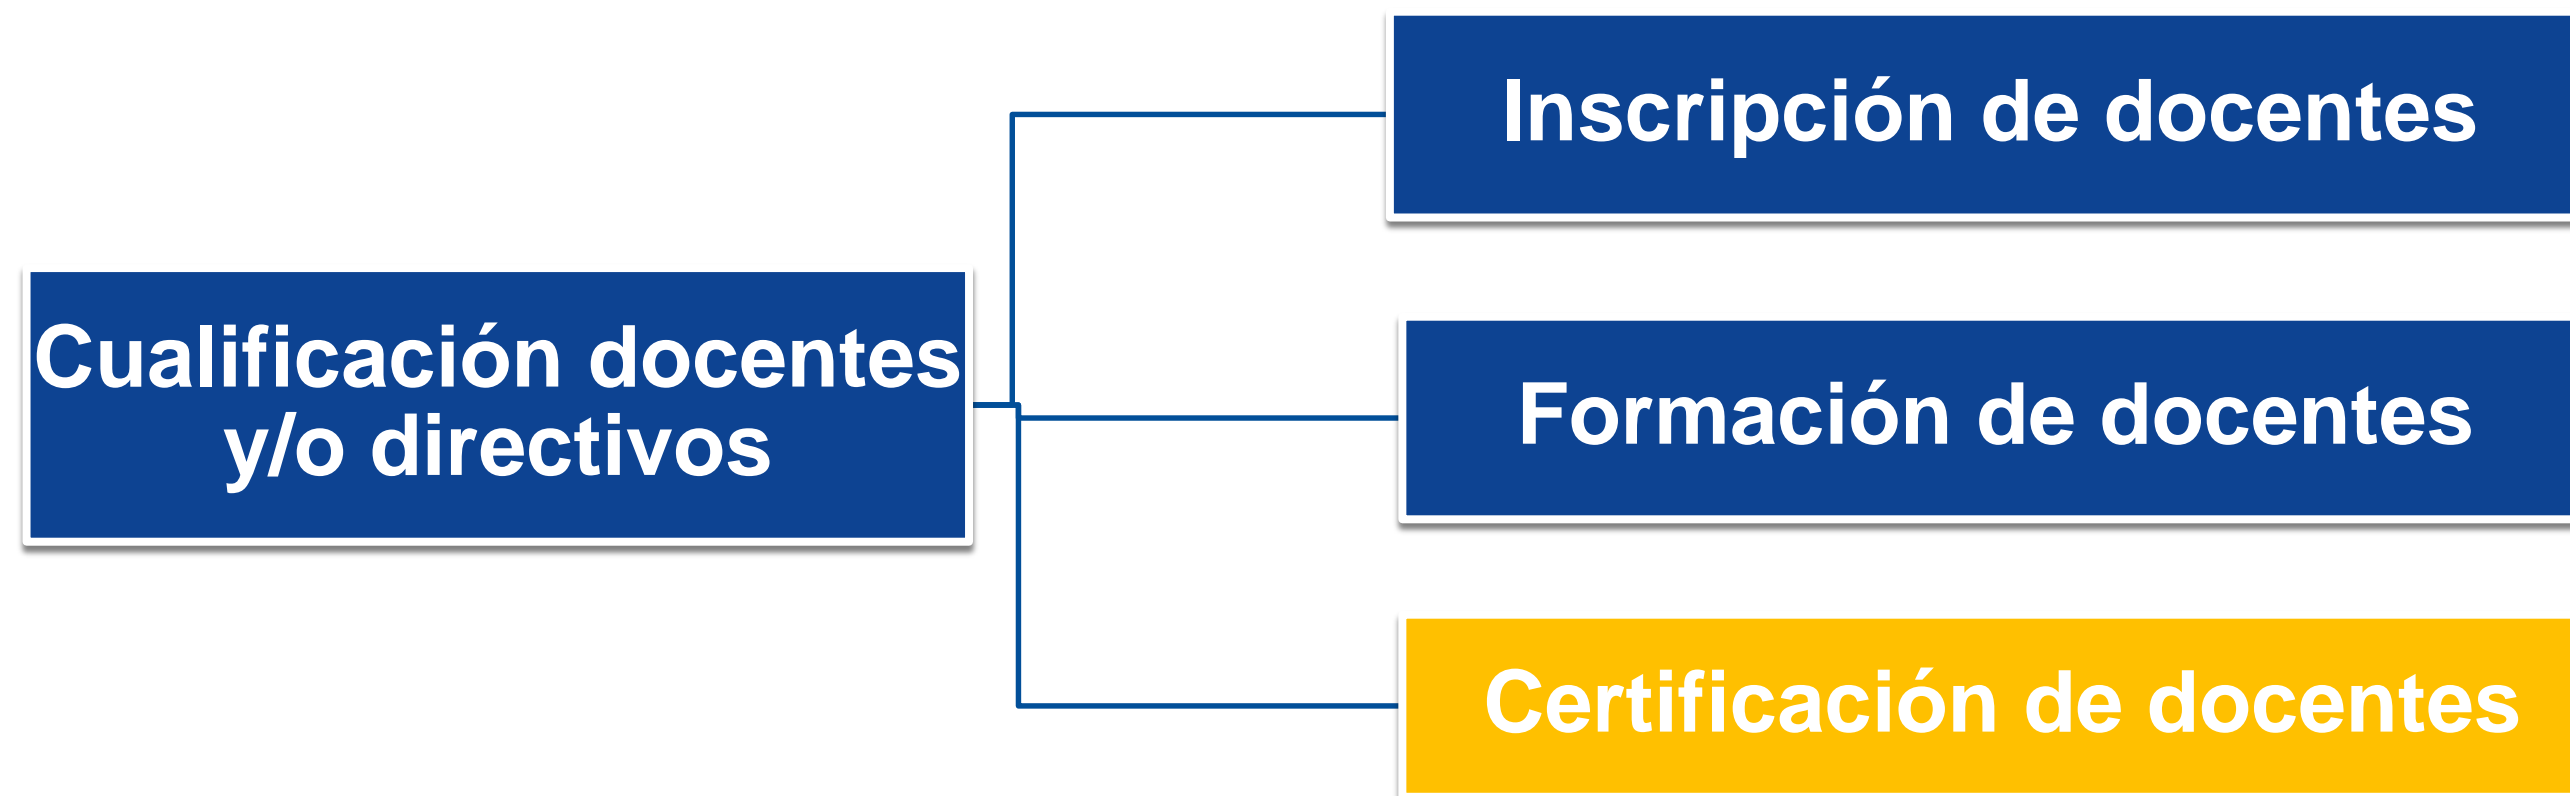 Inscripción de docentes
Cualificación docentes
y/o directivos
Formación de docentes
Certificación de docentes